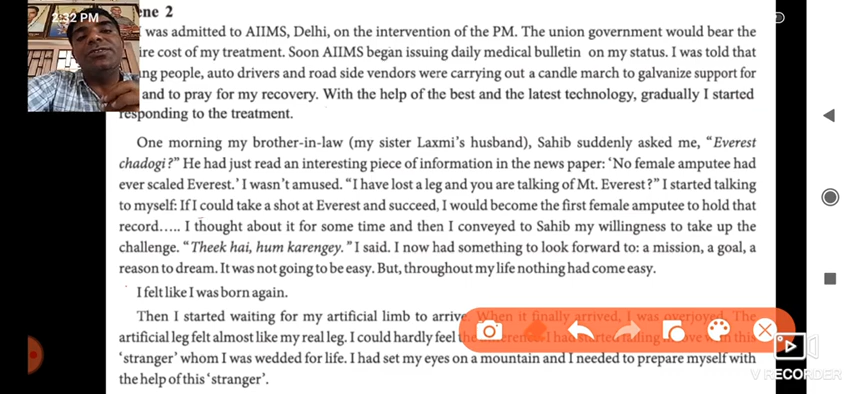 2:32 PM
ene 2
was admitted to AIIMS, Delhi, on the intervention of the PM. The union government would bear the
ire cost of my treatment. Soon AIIMS began issuing daily medical bulletin on my status. I was told that
ng people, auto drivers and road side vendors were carrying out a candle march to galvanize support for
and to pray for my recovery. With the help of the best and the latest technology, gradually I started
responding to the treatment.
One morning my brother-in-law (my sister Laxmi's husband), Sahib suddenly asked me, "Everest
chadogi?" He had just read an interesting piece of information in the news paper: 'No female amputee had
ever scaled Everest.' I wasn't amused. "I have lost a leg and you are talking of Mt. Everest?" I started talking
to myself: If I could take a shot at Everest and succeed, I would become the first female amputee to hold that
record..... I thought about it for some time and then I conveyed to Sahib my willingness to take up the
challenge. "Theek hai, hum karengey." I said. I now had something to look forward to: a mission, a goal, a
reason to dream. It was not going to be easy. But, throughout my life nothing had come easy.
I felt like I was born again.
Then I started waiting for my artificial limb to arrive. When it finally arrived, I was overjoyed. The
artificial leg felt almost like my real leg. I could hardly feel the difference. I had started falling in love with this
'stranger' whom I was wedded for life. I had set my eyes on a mountain and I needed to prepare myself with
the help of this 'stranger'.
V RECORDER